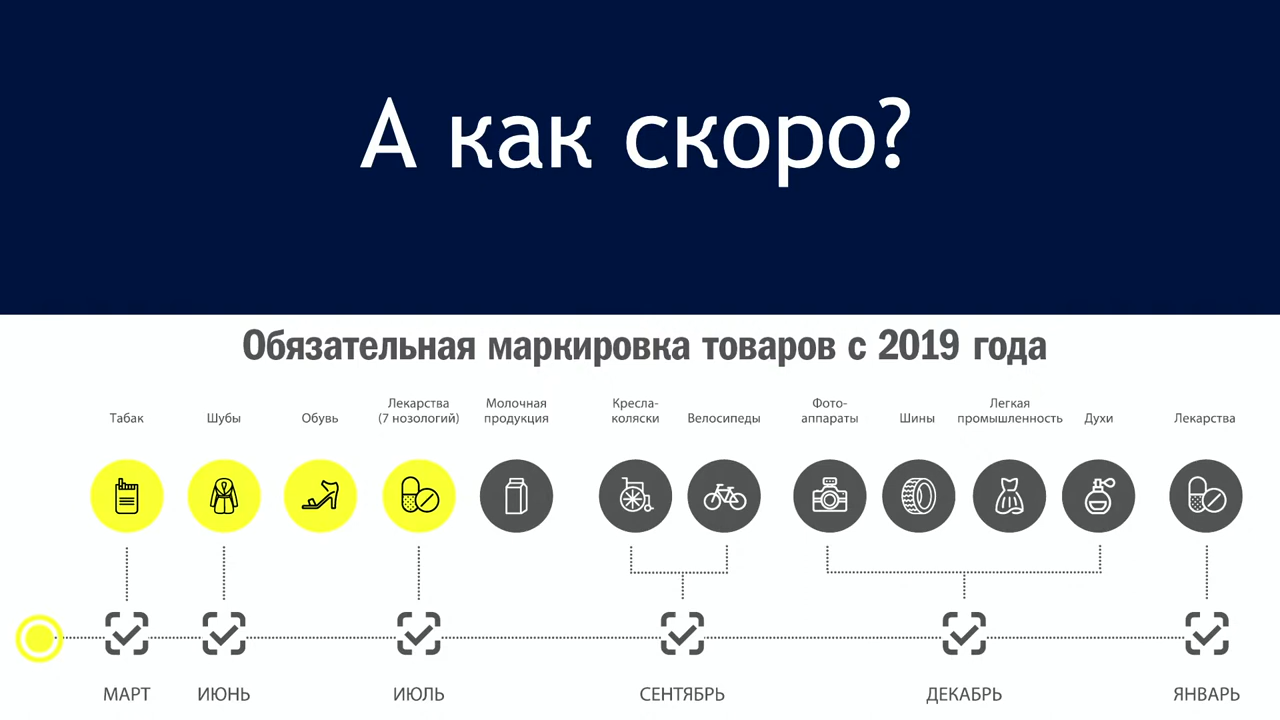 А как скоро?
Обязательная маркировка товаров с 2019 года
Табак
Шубы
Обувь
Лекарства
(7 нозологий)
Молочная
продукция
Кресла-
коляски
Велосипеды
Фото-
аппараты
Шины
Легкая
промышленность
Духи
Лекарства
МАРТ
ИЮНЬ
ИЮЛЬ
СЕНТЯБРЬ
ДЕКАБРЬ
ЯНВАРЬ